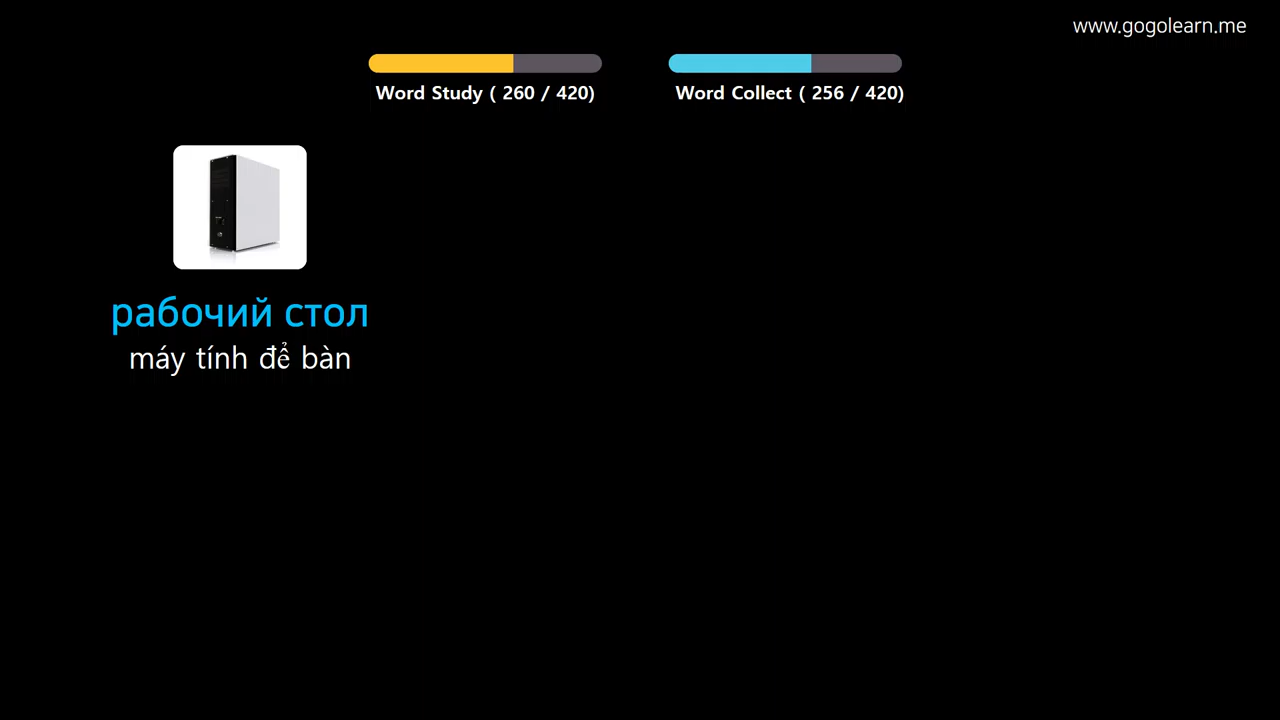 www.gogolearn.me
Word Study ( 260 / 420)
Word Collect ( 256 / 420)
рабочий стол
máy tính để bàn